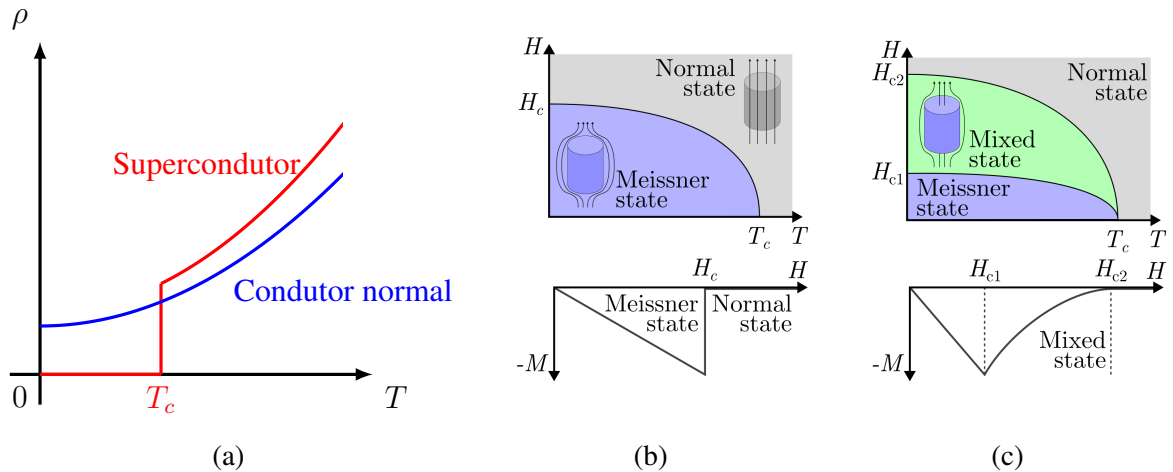 ρ
Supercondutor
Condutor normal
0
T_c
T
(a)
H
H_c
Normal
state
Meissner
state
T_c
T
H_c
H
Meissner
state
Normal
state
-M
(b)
H
H_c2
Normal
state
Mixed
state
H_c1
Meissner
state
T_c
T
H_c1
H_c2
H
Mixed
state
-M
(c)